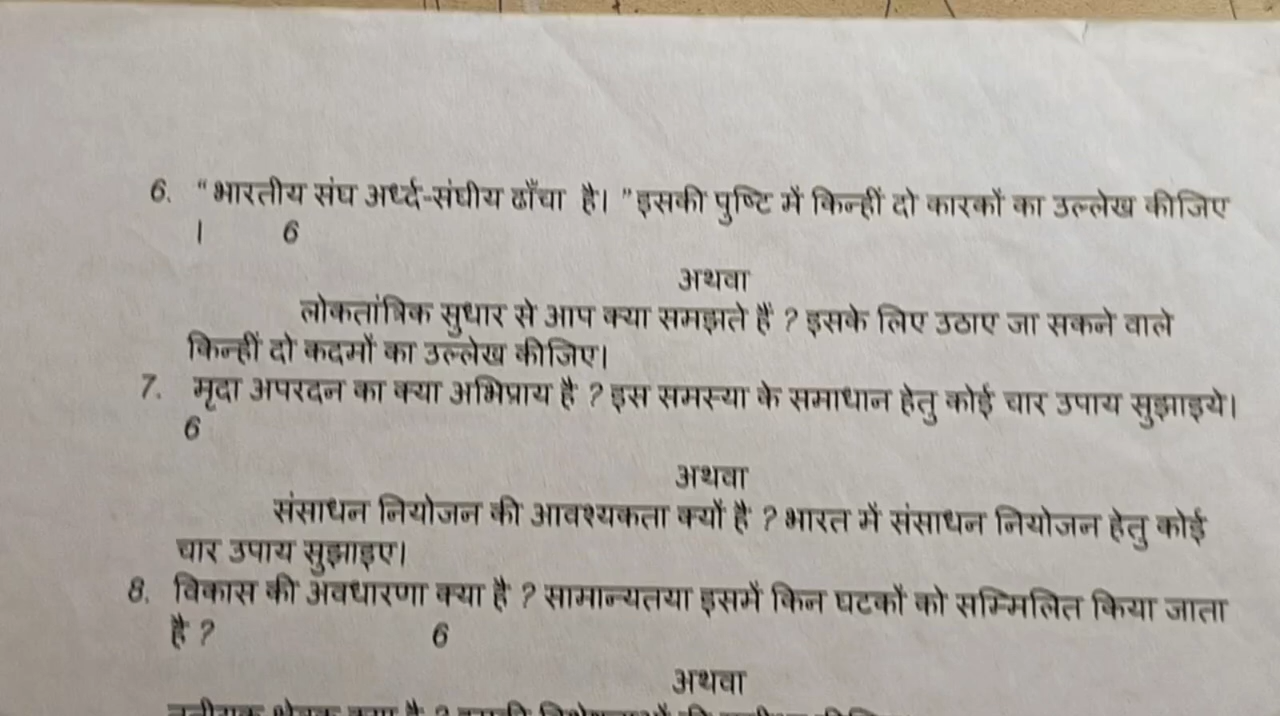 6. “भारतीय संघ अर्ध्द-संघीय ढाँचा है। ”इसकी पुष्टि में किन्हीं दो कारकों का उल्लेख कीजिए
। 6
अथवा
लोकतांत्रिक सुधार से आप क्या समझते हैं ? इसके लिए उठाए जा सकने वाले
किन्हीं दो कदमों का उल्लेख कीजिए।
7. मृदा अपरदन का क्या अभिप्राय है ? इस समस्या के समाधान हेतु कोई चार उपाय सुझाइये।
6
अथवा
संसाधन नियोजन की आवश्यकता क्यों है ? भारत में संसाधन नियोजन हेतु कोई
चार उपाय सुझाइए।
8. विकास की अवधारणा क्या है ? सामान्यतया इसमें किन घटकों को सम्मिलित किया जाता
है ? 6
अथवा